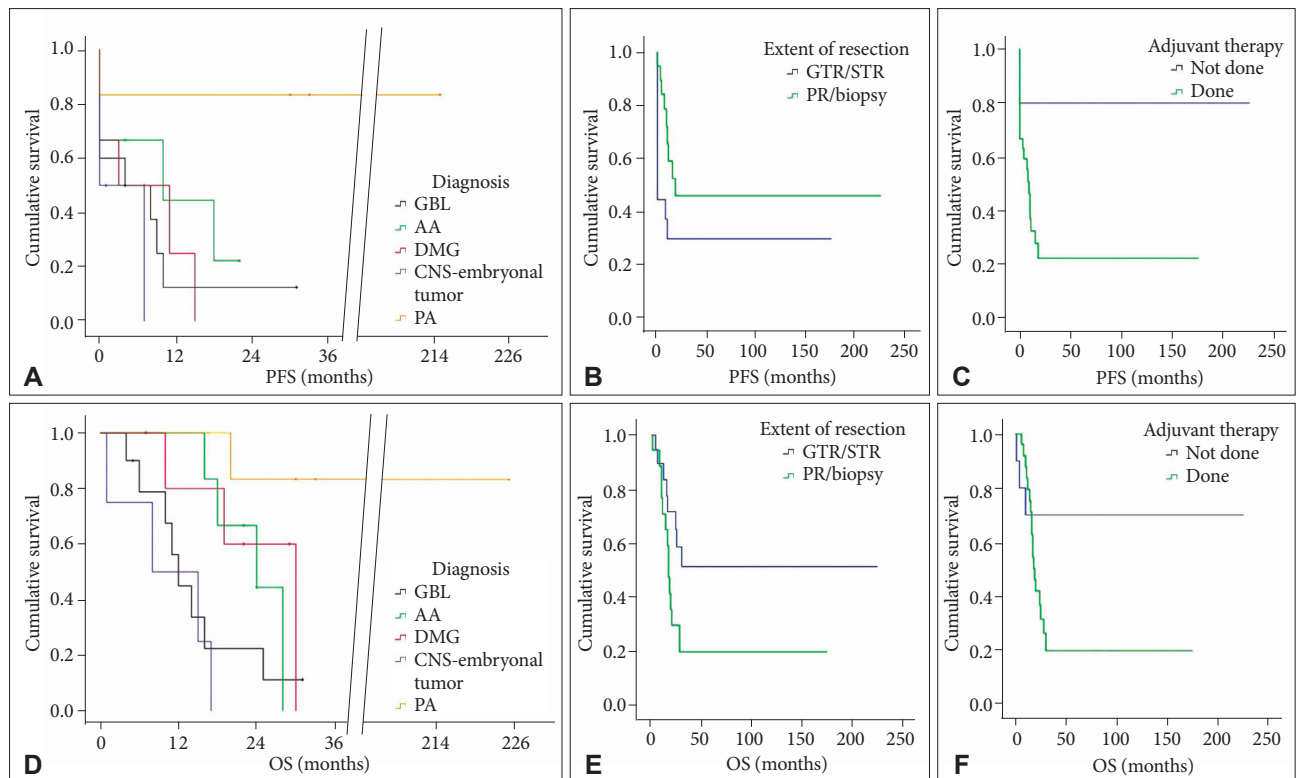 1.0
0.8
0.6
0.4
0.2
0.0
Cumulative survival
Diagnosis
GBL
AA
DMG
CNS-embryonal
tumor
PA
0 12 24 36 214 226
PFS (months)
A
1.0
0.8
0.6
0.4
0.2
0.0
Cumulative survival
Extent of resection
GTR/STR
PR/biopsy
0 50 100 150 200 250
PFS (months)
B
1.0
0.8
0.6
0.4
0.2
0.0
Cumulative survival
Adjuvant therapy
Not done
Done
0 50 100 150 200 250
PFS (months)
C
1.0
0.8
0.6
0.4
0.2
0.0
Cumulative survival
Diagnosis
GBL
AA
DMG
CNS-embryonal
tumor
PA
0 12 24 36 214 226
OS (months)
D
1.0
0.8
0.6
0.4
0.2
0.0
Cumulative survival
Extent of resection
GTR/STR
PR/biopsy
0 50 100 150 200 250
OS (months)
E
1.0
0.8
0.6
0.4
0.2
0.0
Cumulative survival
Adjuvant therapy
Not done
Done
0 50 100 150 200 250
OS (months)
F